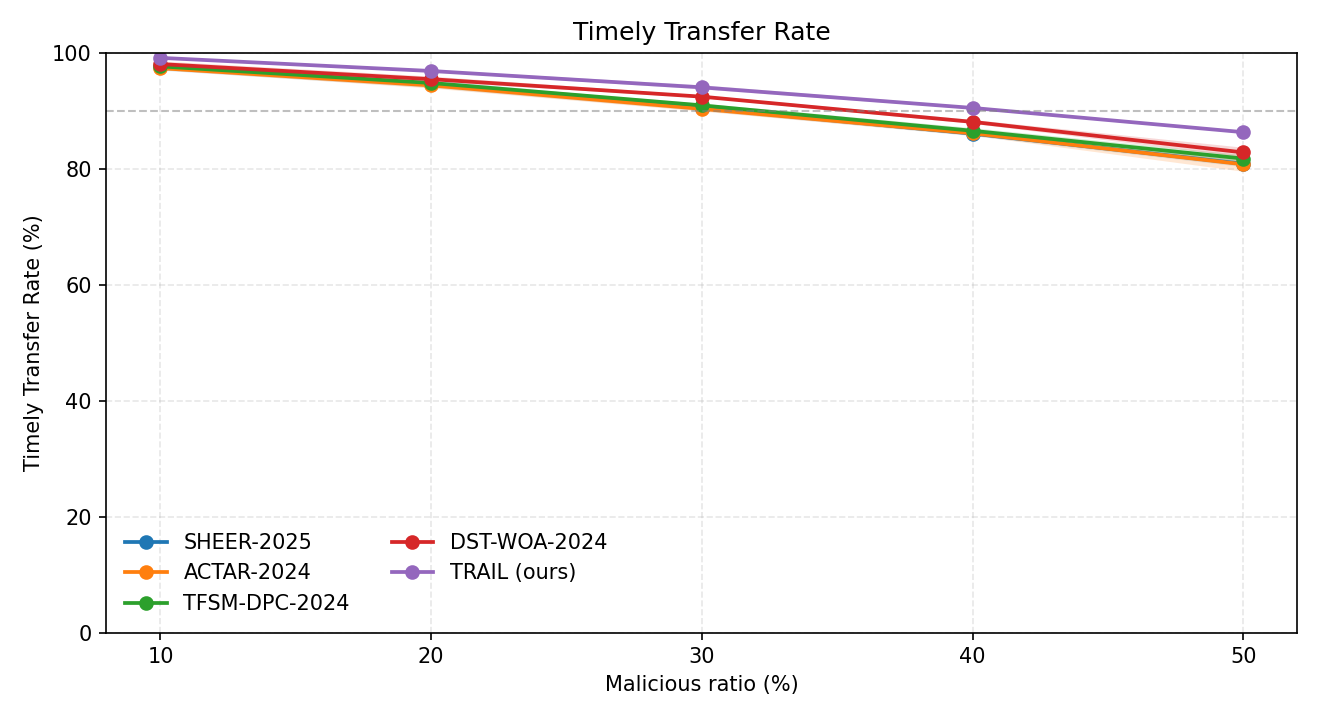 Timely Transfer Rate
100
80
60
40
20
0
Timely Transfer Rate (%)
SHEER-2025
ACTAR-2024
TFSM-DPC-2024
DST-WOA-2024
TRAIL (ours)
10 20 30 40 50
Malicious ratio (%)